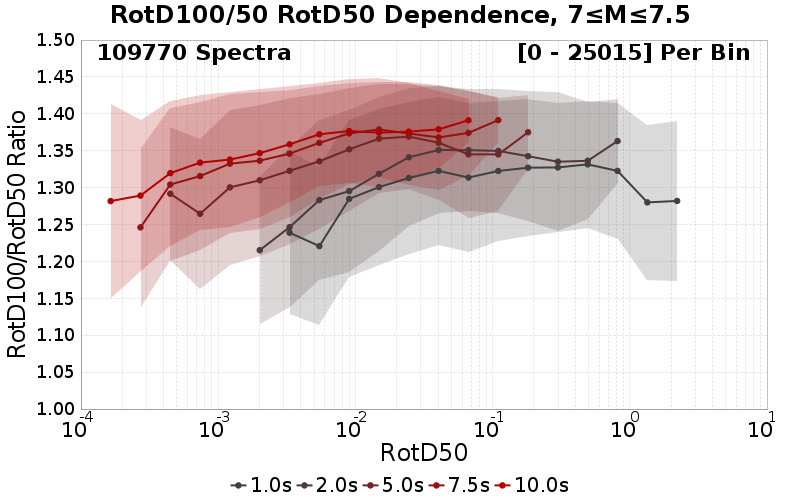 RotD100/50 RotD50 Dependence, 7≤M≤7.5
109770 Spectra
[0 - 25015] Per Bin
RotD100/RotD50 Ratio
1.50
1.45
1.40
1.35
1.30
1.25
1.20
1.15
1.10
1.05
1.00
10^-4 10^-3 10^-2 10^-1 10^0 10^1
RotD50
1.0s 2.0s 5.0s 7.5s 10.0s